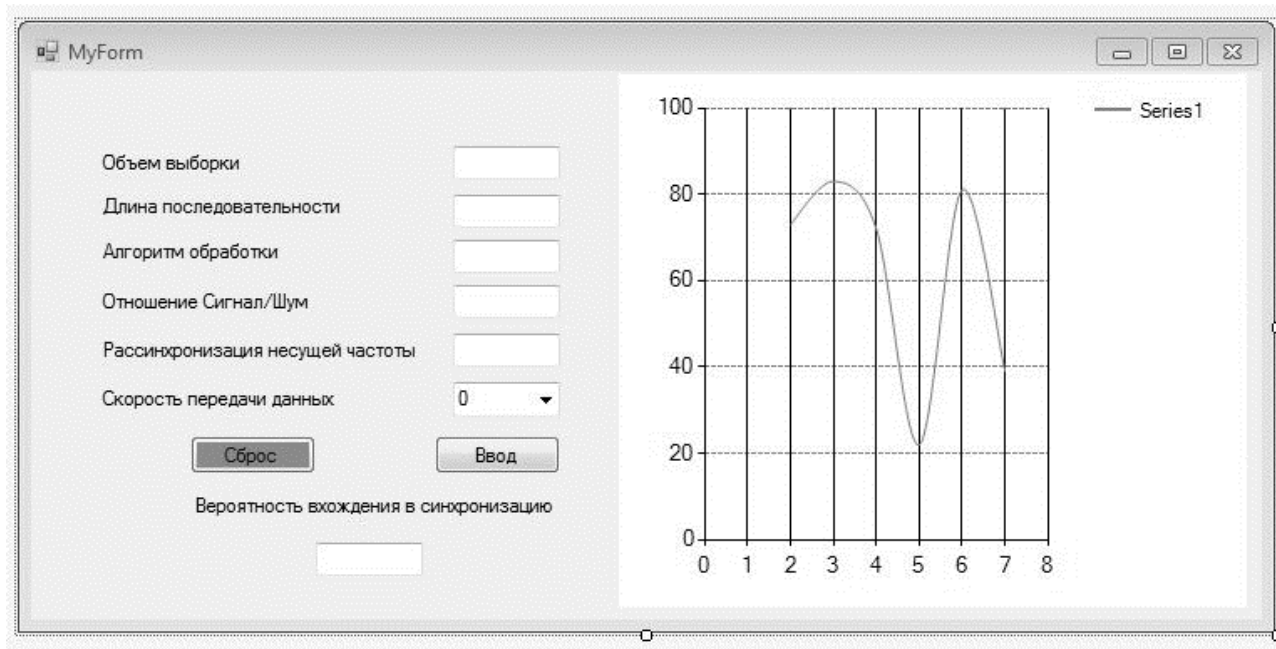 MyForm
Объем выборки
Длина последовательности
Алгоритм обработки
Отношение Сигнал/Шум
Рассинхронизация несущей частоты
Скорость передачи данных
0
Сброс
Ввод
Вероятность вхождения в синхронизацию
100
80
60
40
20
0
0 1 2 3 4 5 6 7 8
Series1